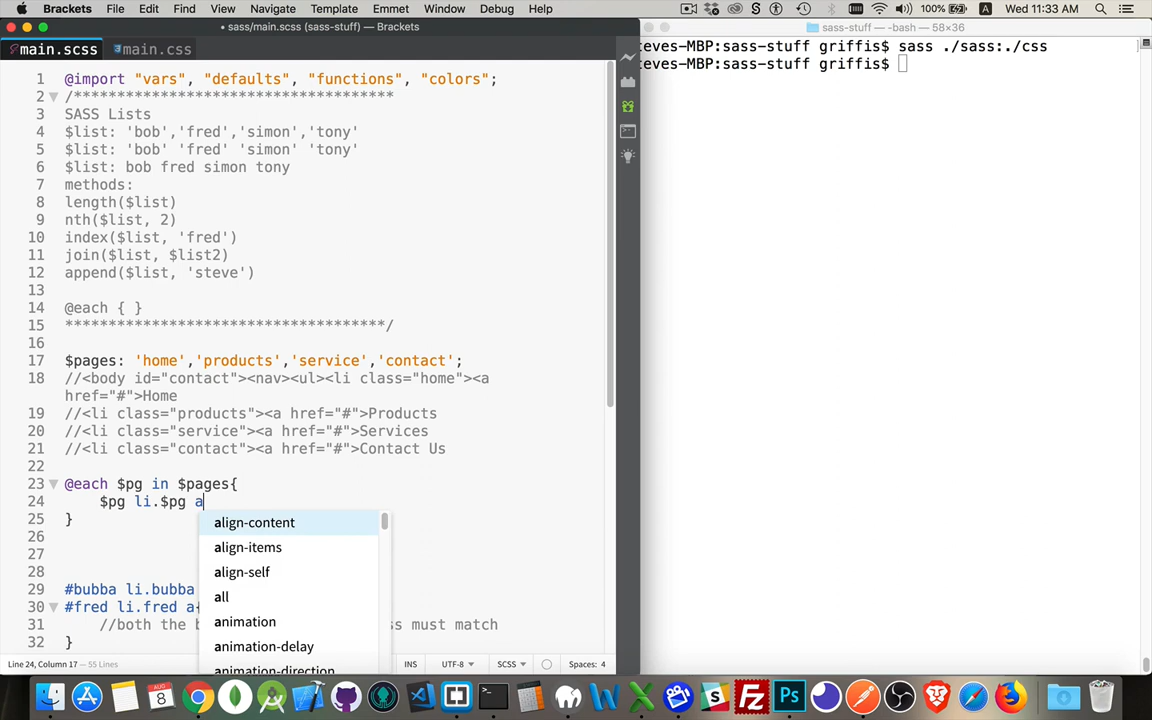 Brackets File Edit Find View Navigate Template Emmet Window Debug Help 100% Wed 11:33 AM
sass/main.scss (sass-stuff) — Brackets
sass-stuff — -bash — 58×36
main.scss main.css
teves-MBP:sass-stuff griffis$ sass ./sass:./css
teves-MBP:sass-stuff griffis$
1 @import "vars", "defaults", "functions", "colors";
2 /*************************************
3 SASS Lists
4 $list: 'bob','fred','simon','tony'
5 $list: 'bob' 'fred' 'simon' 'tony'
6 $list: bob fred simon tony
7 methods:
8 length($list)
9 nth($list, 2)
10 index($list, 'fred')
11 join($list, $list2)
12 append($list, 'steve')
13
14 @each { }
15 *************************************/
16
17 $pages: 'home','products','service','contact';
18 //<body id="contact"><nav><ul><li class="home"><a
href="#">Home
19 //<li class="products"><a href="#">Products
20 //<li class="service"><a href="#">Services
21 //<li class="contact"><a href="#">Contact Us
22
23 @each $pg in $pages{
24 $pg li.$pg a
25 }
26
27
28
29 #bubba li.bubba
30 #fred li.fred a{
31 //both the b ss must match
32 }
align-content
align-items
align-self
all
animation
animation-delay
animation-direction
Line 24, Column 17 — 55 Lines INS UTF-8 SCSS Spaces: 4